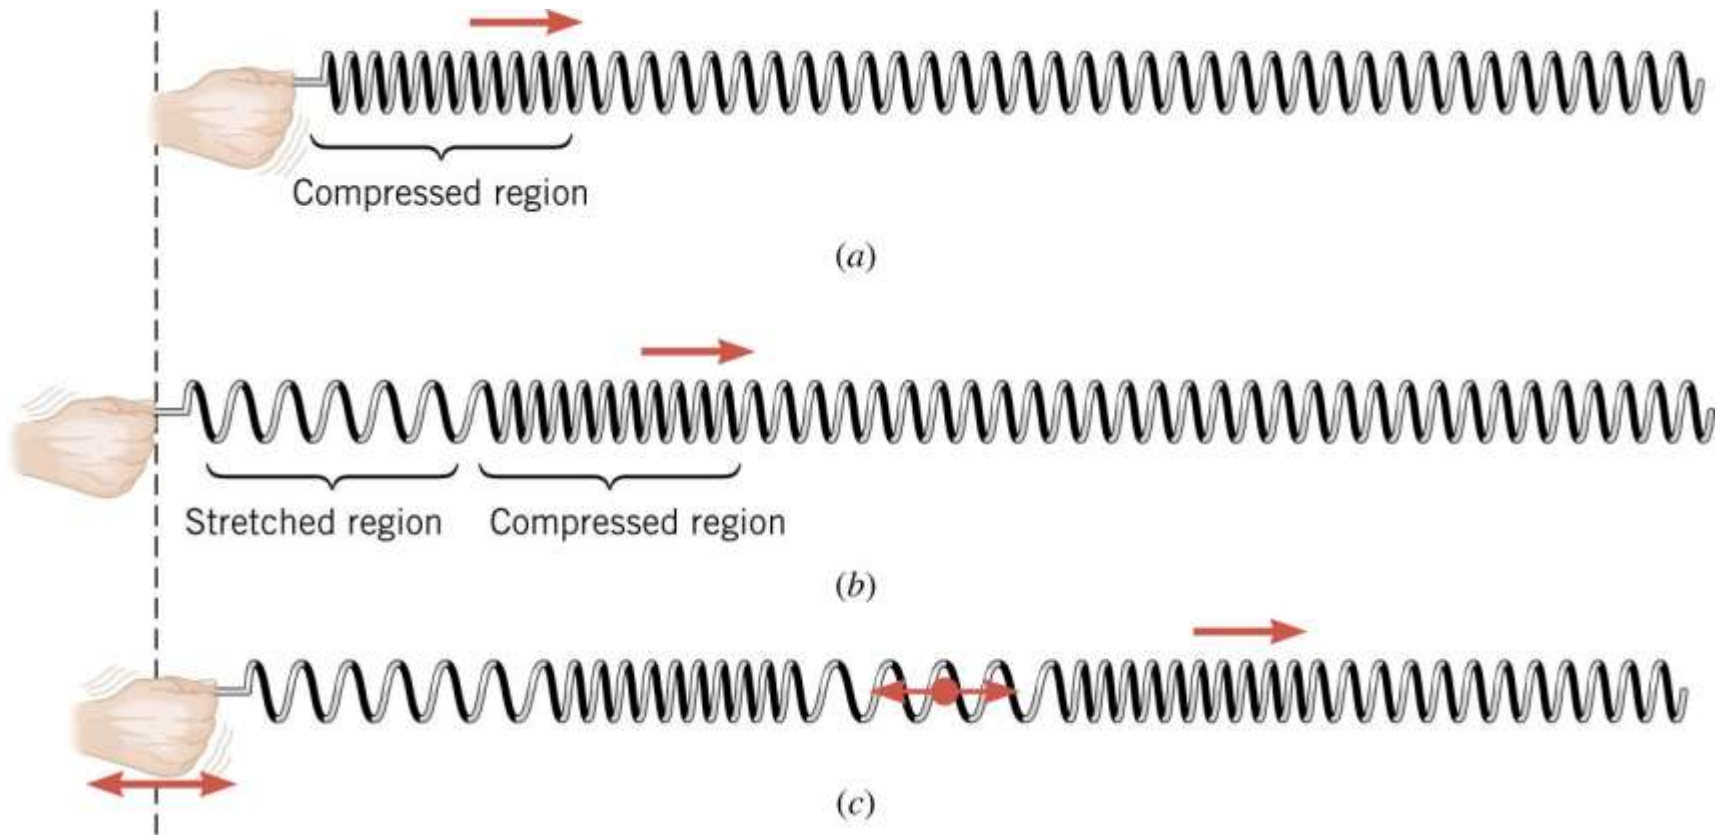 Compressed region
(a)
Stretched region Compressed region
(b)
(c)